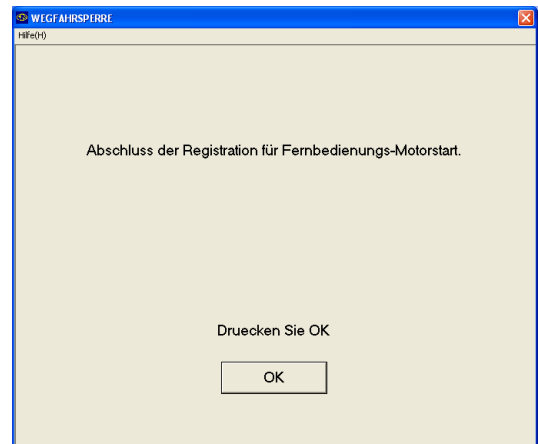 WEGFAHRSPERRE
Hilfe(H)
Abschluss der Registration für Fernbedienungs-Motorstart.
Druecken Sie OK
OK